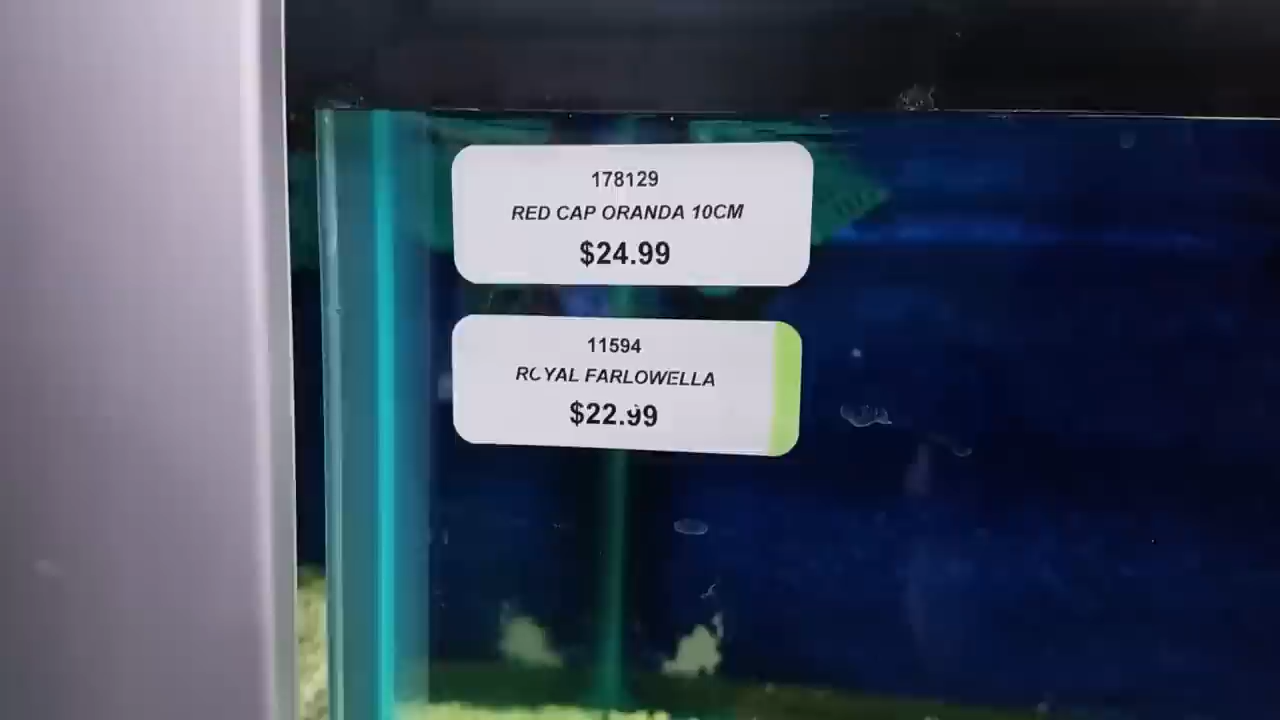 178129
RED CAP ORANDA 10CM
$24.99
11594
ROYAL FARLOWELLA
$22.99